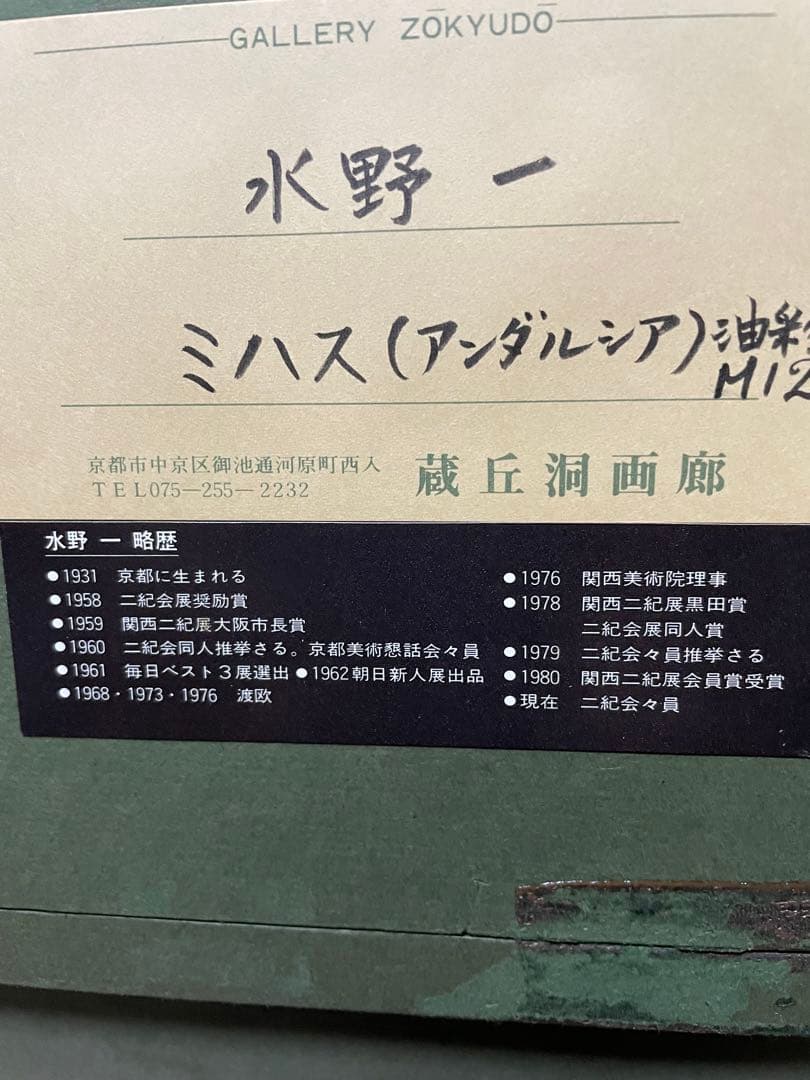 GALLERY ZŌKYUDŌ
水野 一
ミハス(アンダルシア)油彩
M12
京都市中京区御池通河原町西入
TEL075—255—2232
蔵丘洞画廊
水野 一 略歴
●1931 京都に生まれる
●1958 二紀会展奨励賞
●1959 関西二紀展大阪市長賞
●1960 二紀会同人推挙さる。京都美術懇話会々員
●1961 毎日ベスト3展選出●1962朝日新人展出品
●1968・1973・1976 渡欧
●1976 関西美術院理事
●1978 関西二紀展黒田賞
二紀会展同人賞
●1979 二紀会々員推挙さる
●1980 関西二紀展会員賞受賞
●現在 二紀会々員